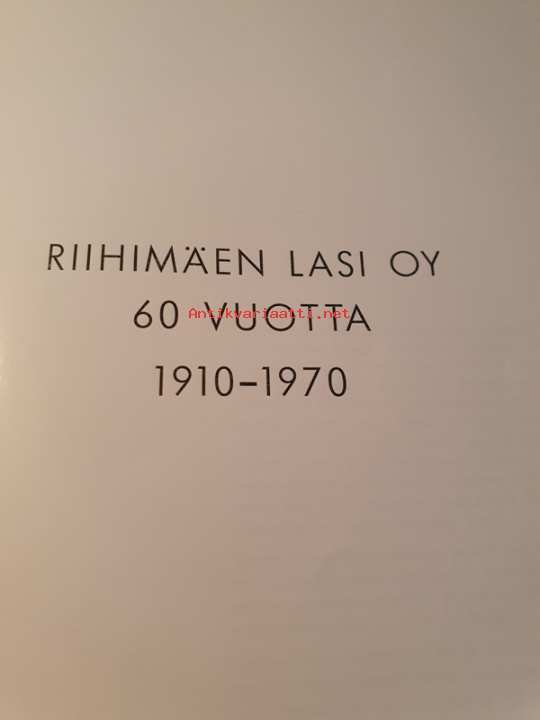 RIIHIMÄEN LASI OY
60 VUOTTA
Antikvariaatti.net
1910-1970